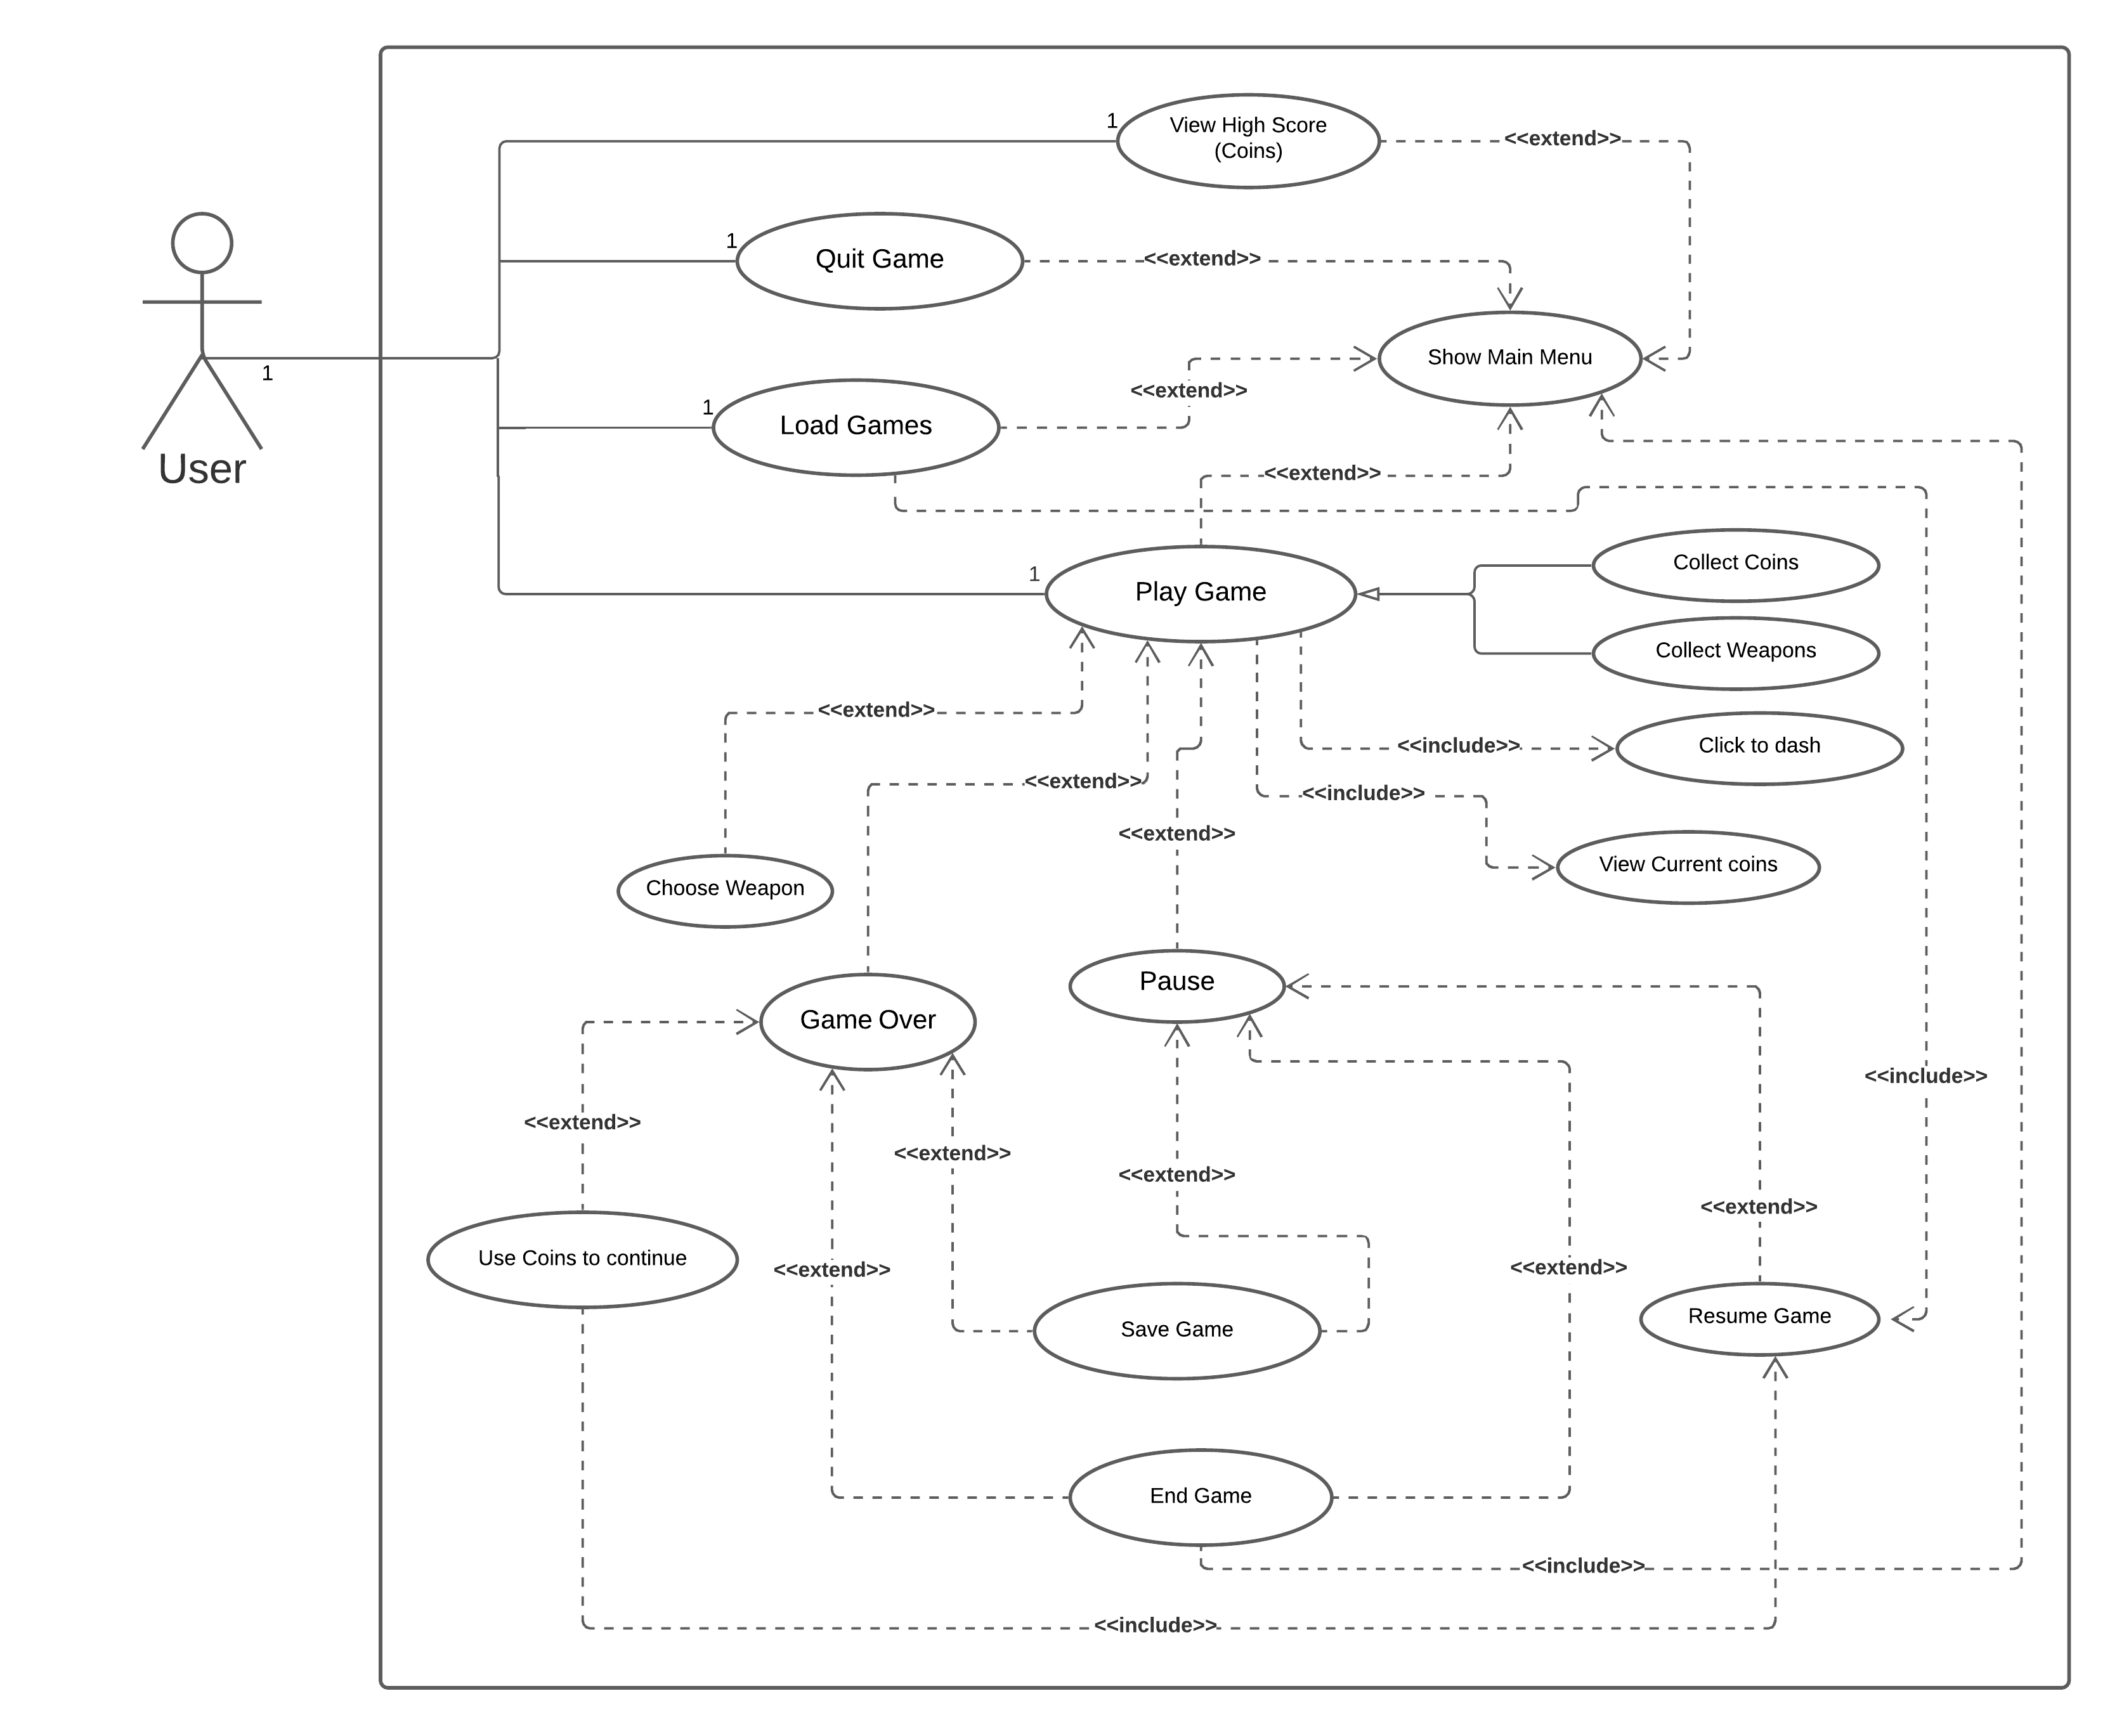 1
View High Score
(Coins)
<<extend>>
1
Quit Game
<<extend>>
Show Main Menu
1
User
1
Load Games
<<extend>>
<<extend>>
1
Play Game
Collect Coins
Collect Weapons
<<extend>>
<<include>>
Click to dash
<<extend>>
<<include>>
<<extend>>
View Current coins
Choose Weapon
Pause
Game Over
<<include>>
<<extend>>
<<extend>>
<<extend>>
<<extend>>
Use Coins to continue
<<extend>>
<<extend>>
Save Game
Resume Game
End Game
<<include>>
<<include>>